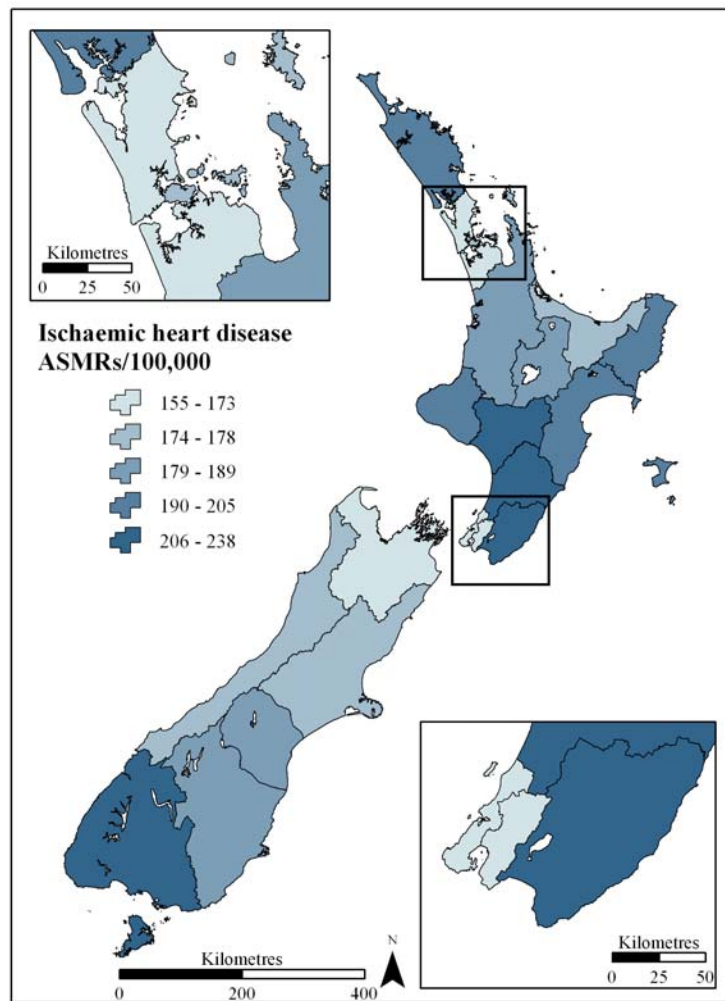 Kilometres
0 25 50
Ischaemic heart disease
ASMRs/100,000
155 - 173
174 - 178
179 - 189
190 - 205
206 - 238
Kilometres
0 200 400
N
Kilometres
0 25 50